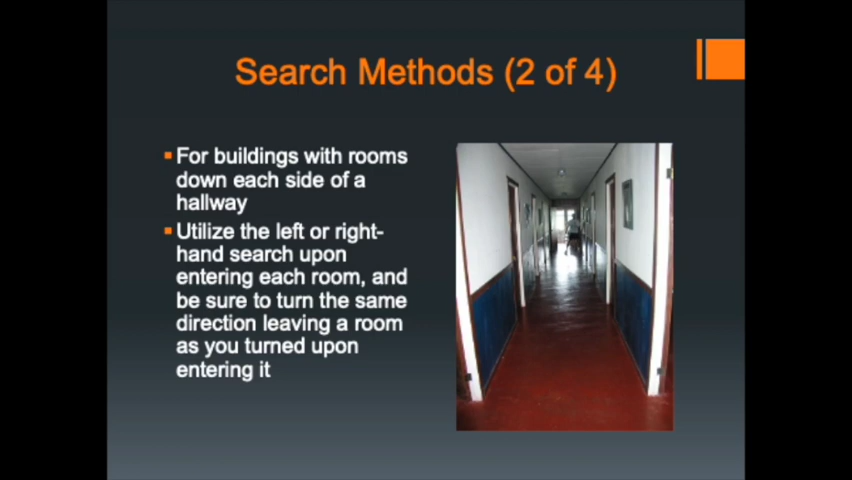 Search Methods (2 of 4)
For buildings with rooms
down each side of a
hallway
Utilize the left or right-
hand search upon
entering each room, and
be sure to turn the same
direction leaving a room
as you turned upon
entering it